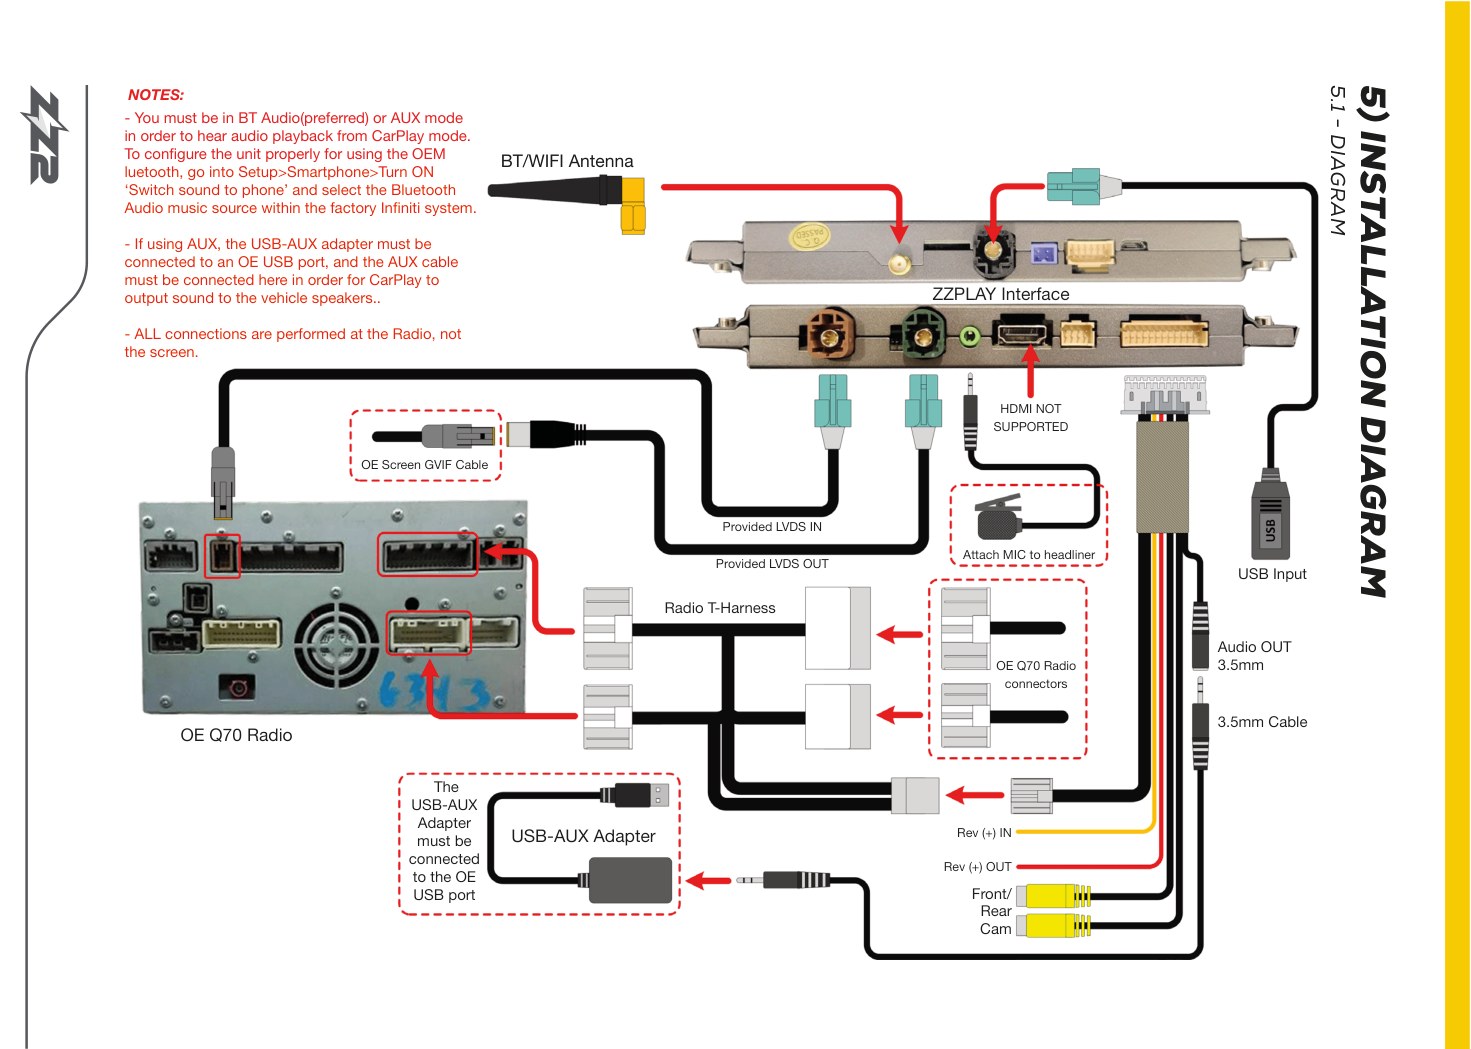 5) INSTALLATION DIAGRAM
5.1 - DIAGRAM
ZZ2
NOTES:
- You must be in BT Audio(preferred) or AUX mode
in order to hear audio playback from CarPlay mode.
To configure the unit properly for using the OEM
luetooth, go into Setup>Smartphone>Turn ON
‘Switch sound to phone’ and select the Bluetooth
Audio music source within the factory Infiniti system.
- If using AUX, the USB-AUX adapter must be
connected to an OE USB port, and the AUX cable
must be connected here in order for CarPlay to
output sound to the vehicle speakers..
- ALL connections are performed at the Radio, not
the screen.
BT/WIFI Antenna
QC
PASSED
ZZPLAY Interface
HDMI NOT
SUPPORTED
OE Screen GVIF Cable
Provided LVDS IN
Provided LVDS OUT
Attach MIC to headliner
USB
USB Input
Radio T-Harness
OE Q70 Radio
connectors
Audio OUT
3.5mm
3.5mm Cable
6343
OE Q70 Radio
The
USB-AUX
Adapter
must be
connected
to the OE
USB port
USB-AUX Adapter
Rev (+) IN
Rev (+) OUT
Front/
Rear
Cam